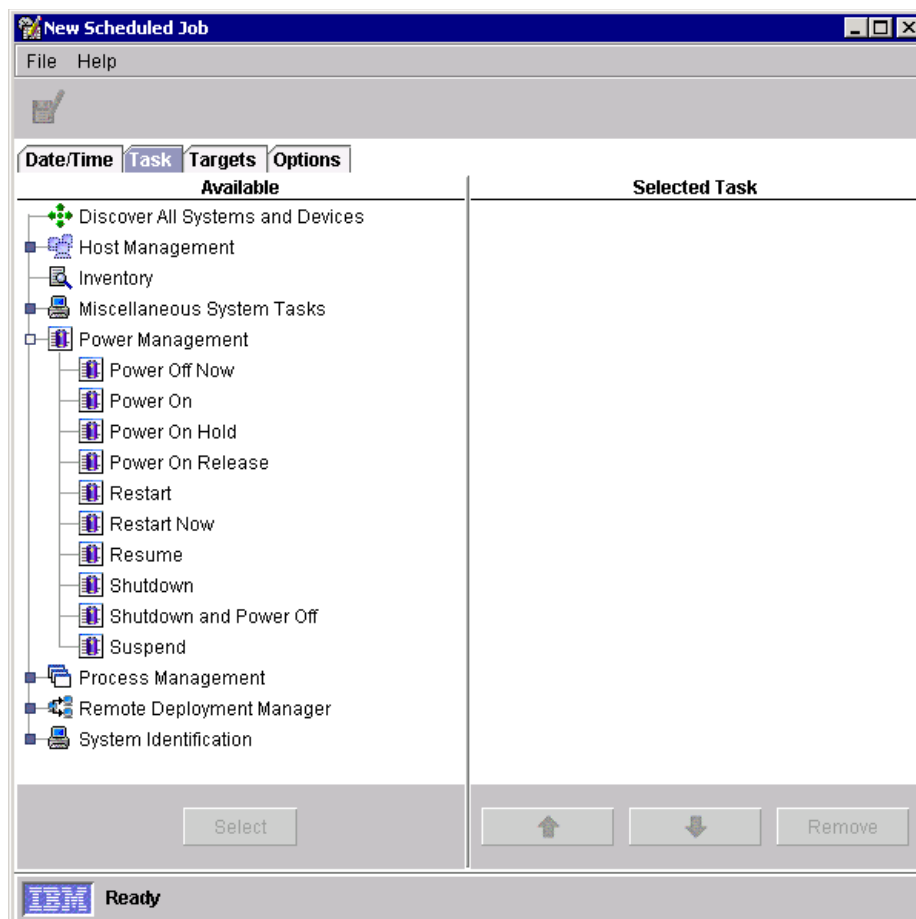 New Scheduled Job
File Help
Date/Time Task Targets Options
Available Selected Task
Discover All Systems and Devices
Host Management
Inventory
Miscellaneous System Tasks
Power Management
Power Off Now
Power On
Power On Hold
Power On Release
Restart
Restart Now
Resume
Shutdown
Shutdown and Power Off
Suspend
Process Management
Remote Deployment Manager
System Identification
Select Remove
IBM Ready